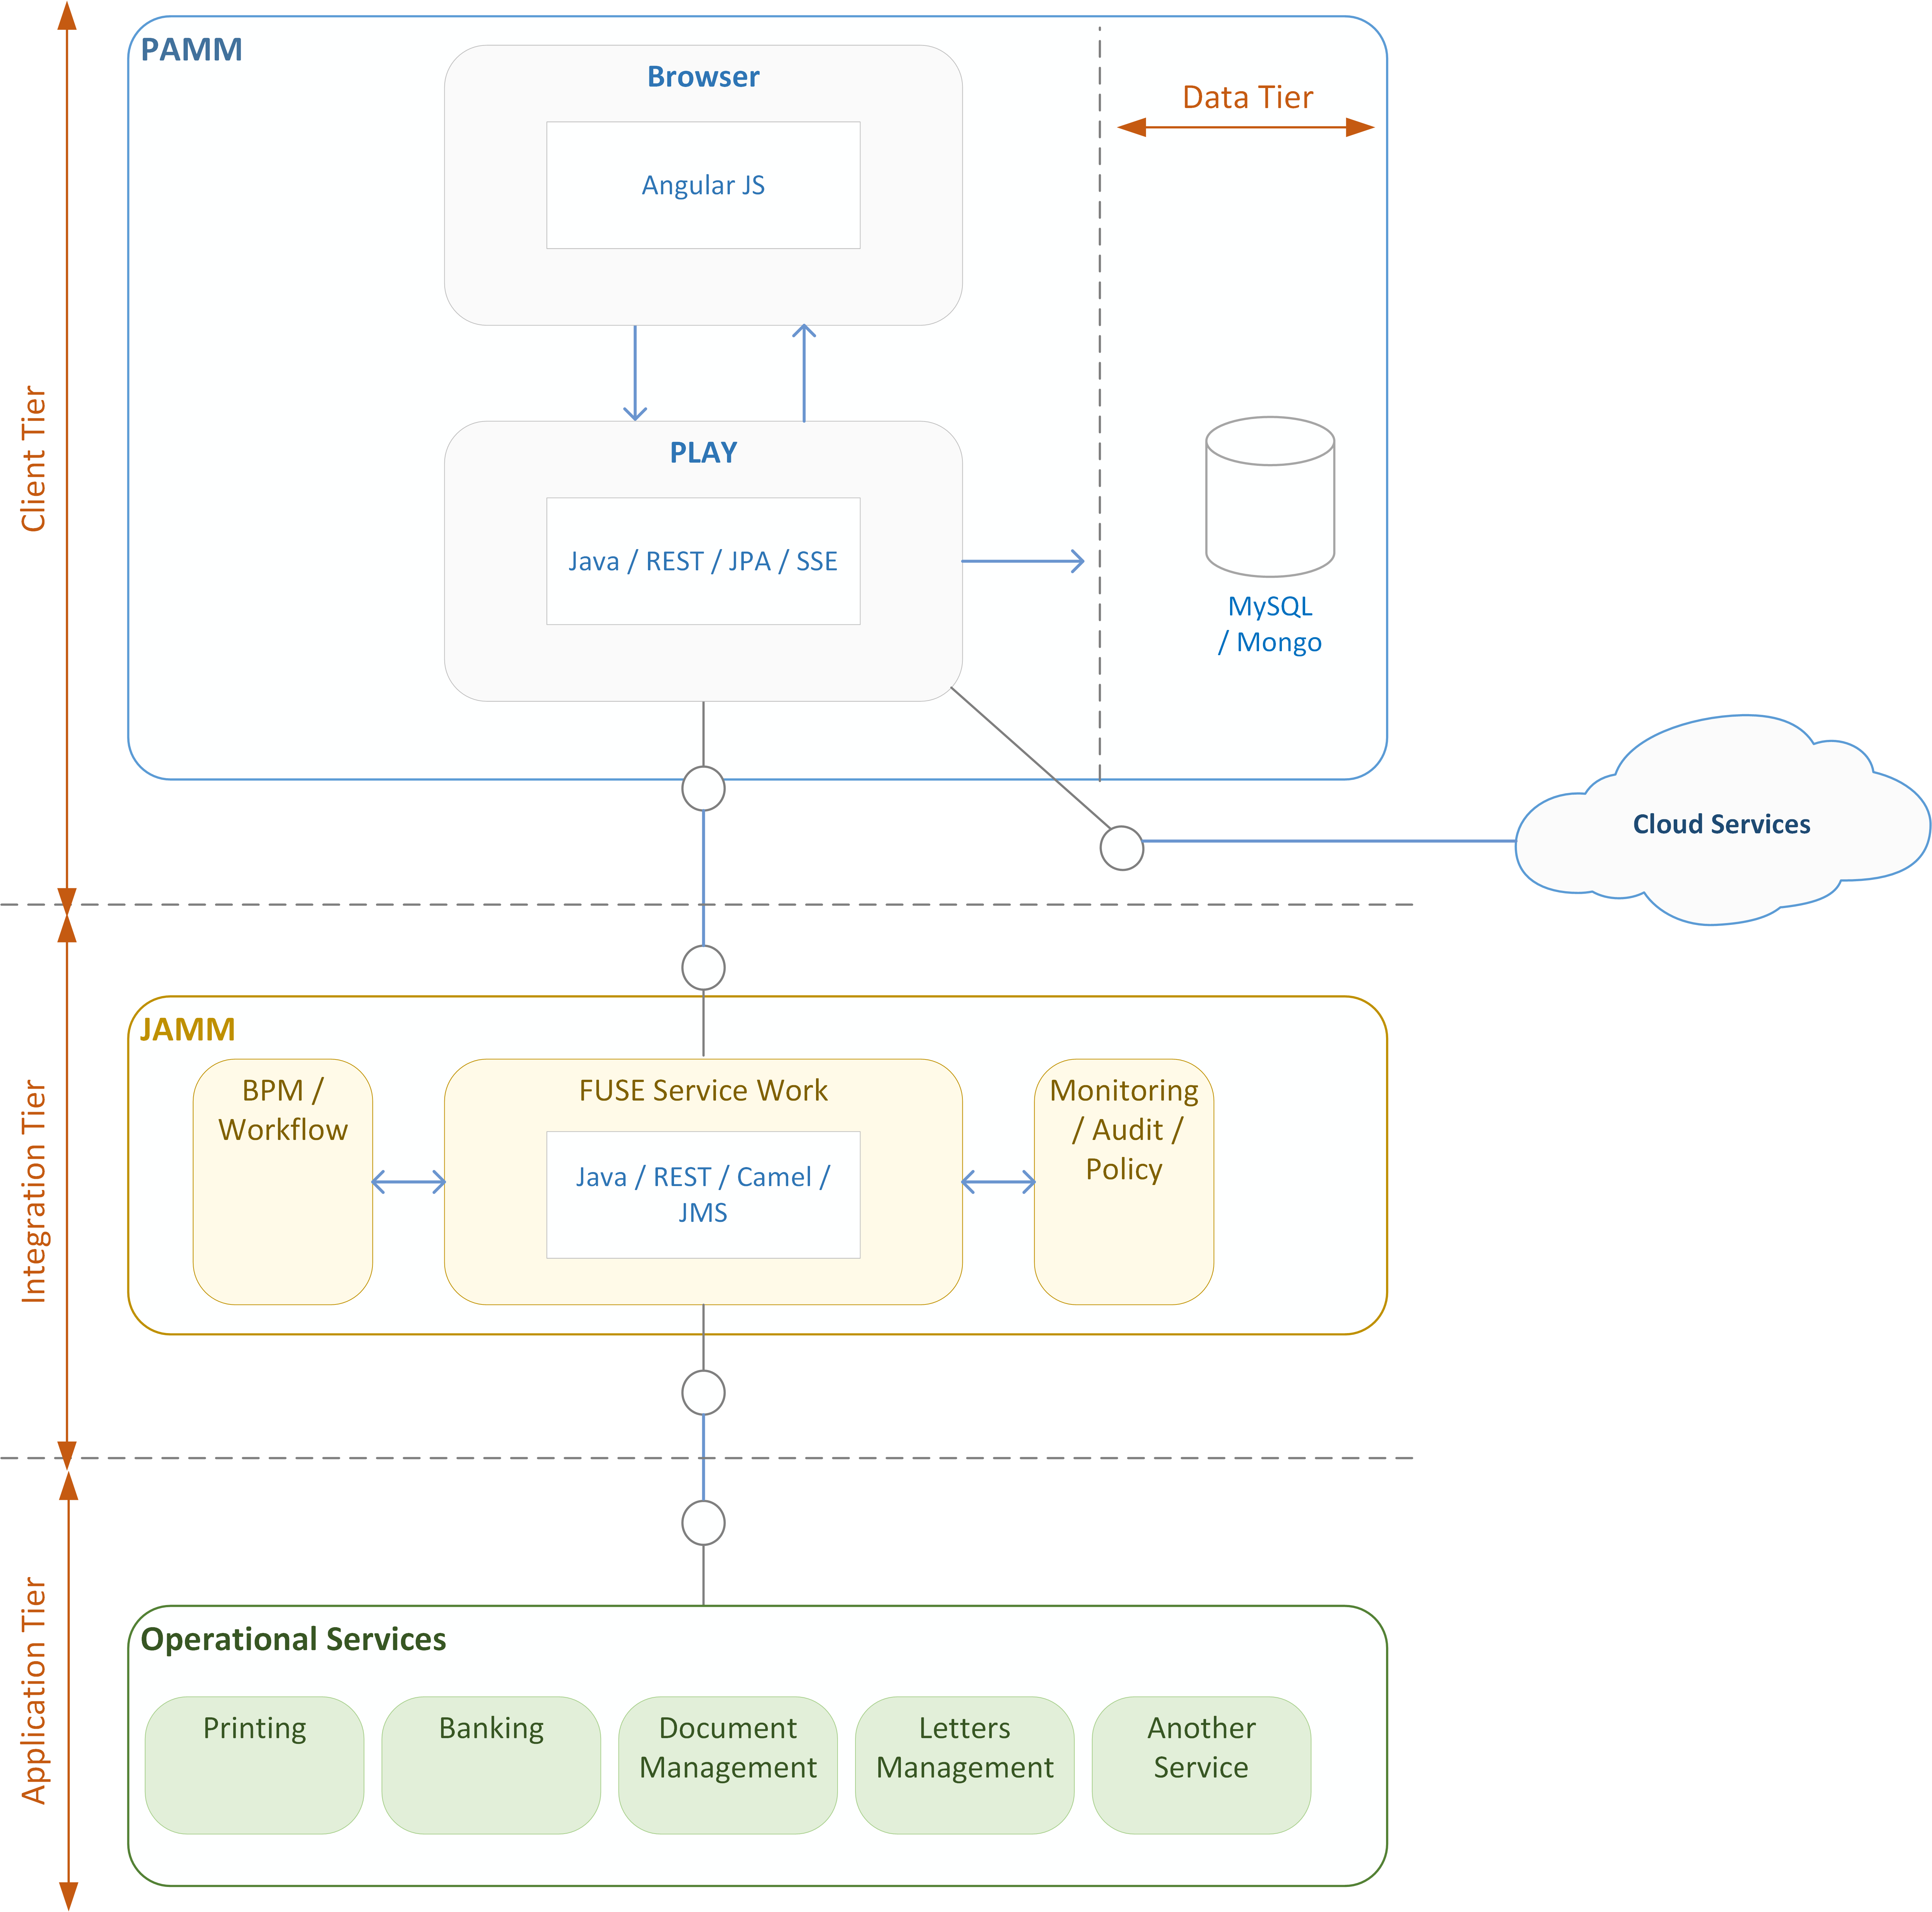 PAMM
Browser
Angular JS
Data Tier
Client Tier
PLAY
Java / REST / JPA / SSE
MySQL
/ Mongo
Cloud Services
Integration Tier
JAMM
BPM /
Workflow
FUSE Service Work
Java / REST / Camel /
JMS
Monitoring
/ Audit /
Policy
Application Tier
Operational Services
Printing
Banking
Document
Management
Letters
Management
Another
Service